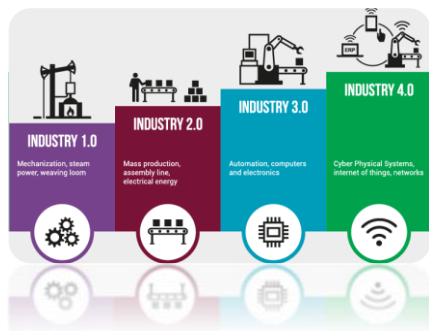 ERP
INDUSTRY 1.0
Mechanization, steam
power, weaving loom
INDUSTRY 2.0
Mass production,
assembly line,
electrical energy
INDUSTRY 3.0
Automation, computers
and electronics
INDUSTRY 4.0
Cyber Physical Systems,
internet of things, networks